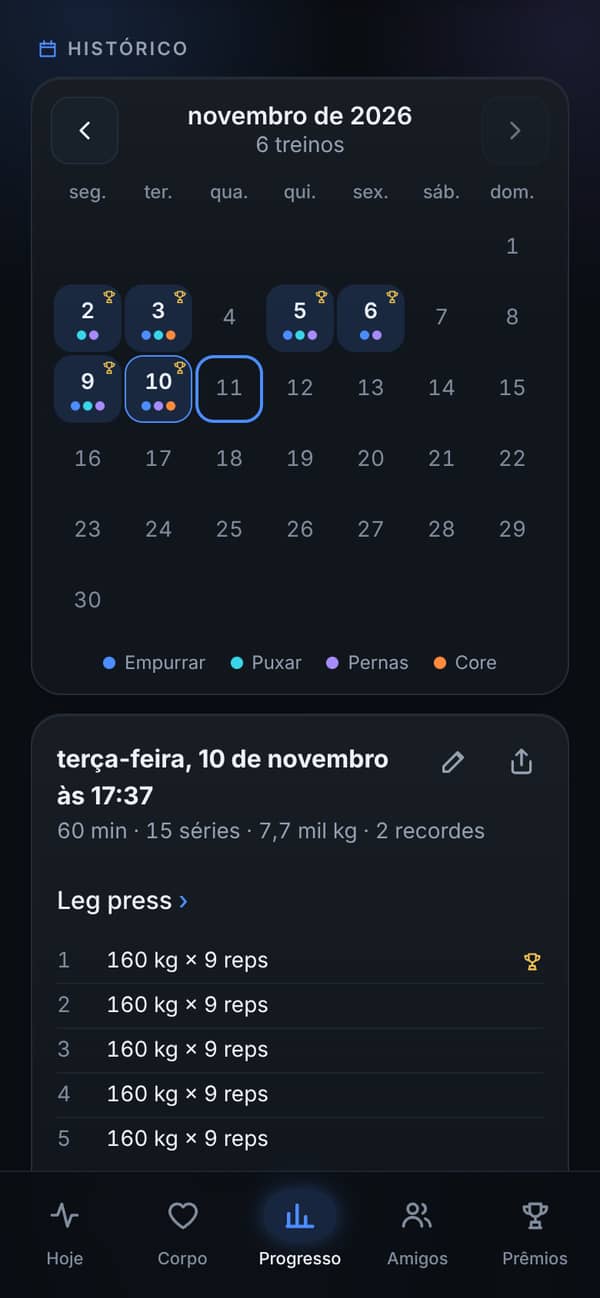 HISTÓRICO
novembro de 2026
6 treinos
seg. ter. qua. qui. sex. sáb. dom.
1
2 3 4 5 6 7 8
9 10 11 12 13 14 15
16 17 18 19 20 21 22
23 24 25 26 27 28 29
30
Empurrar Puxar Pernas Core
terça-feira, 10 de novembro
às 17:37
60 min · 15 séries · 7,7 mil kg · 2 recordes
Leg press ›
1 160 kg × 9 reps
2 160 kg × 9 reps
3 160 kg × 9 reps
4 160 kg × 9 reps
5 160 kg × 9 reps
Hoje Corpo Progresso Amigos Prêmios